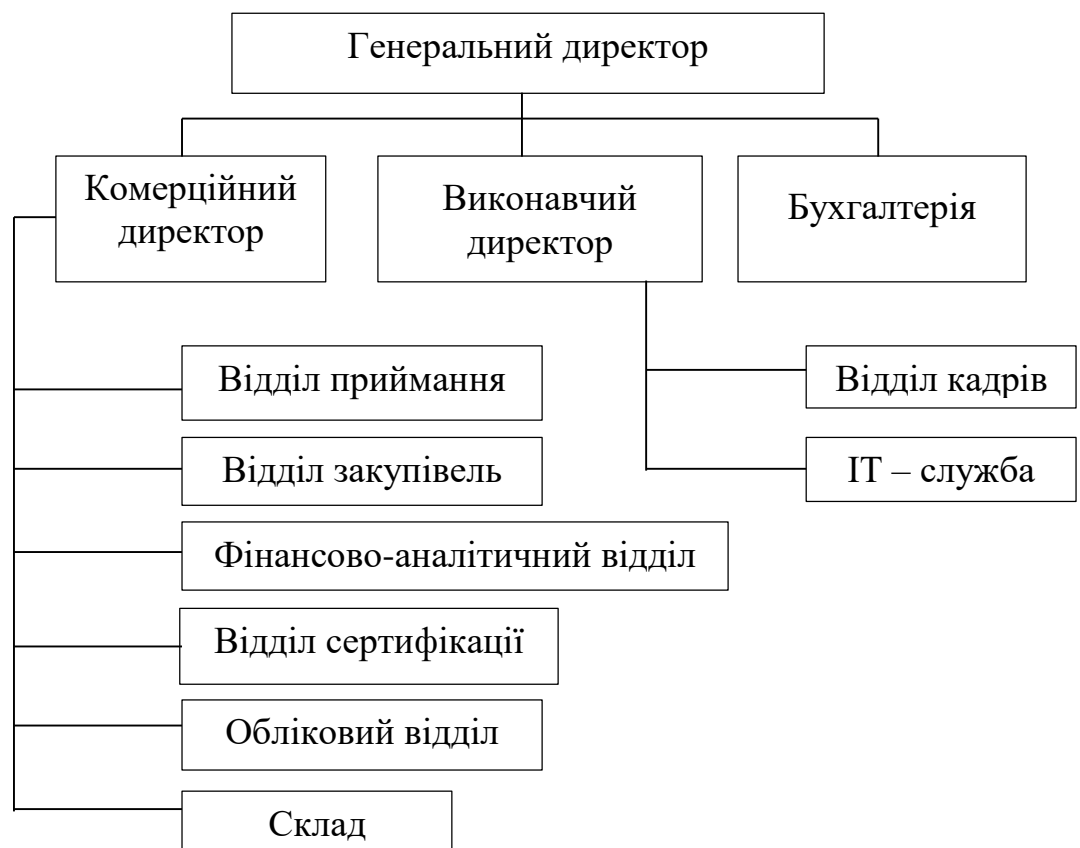 Генеральний директор
Комерційний
директор
Виконавчий
директор
Бухгалтерія
Відділ приймання
Відділ кадрів
Відділ закупівель
ІТ – служба
Фінансово-аналітичний відділ
Відділ сертифікації
Обліковий відділ
Склад